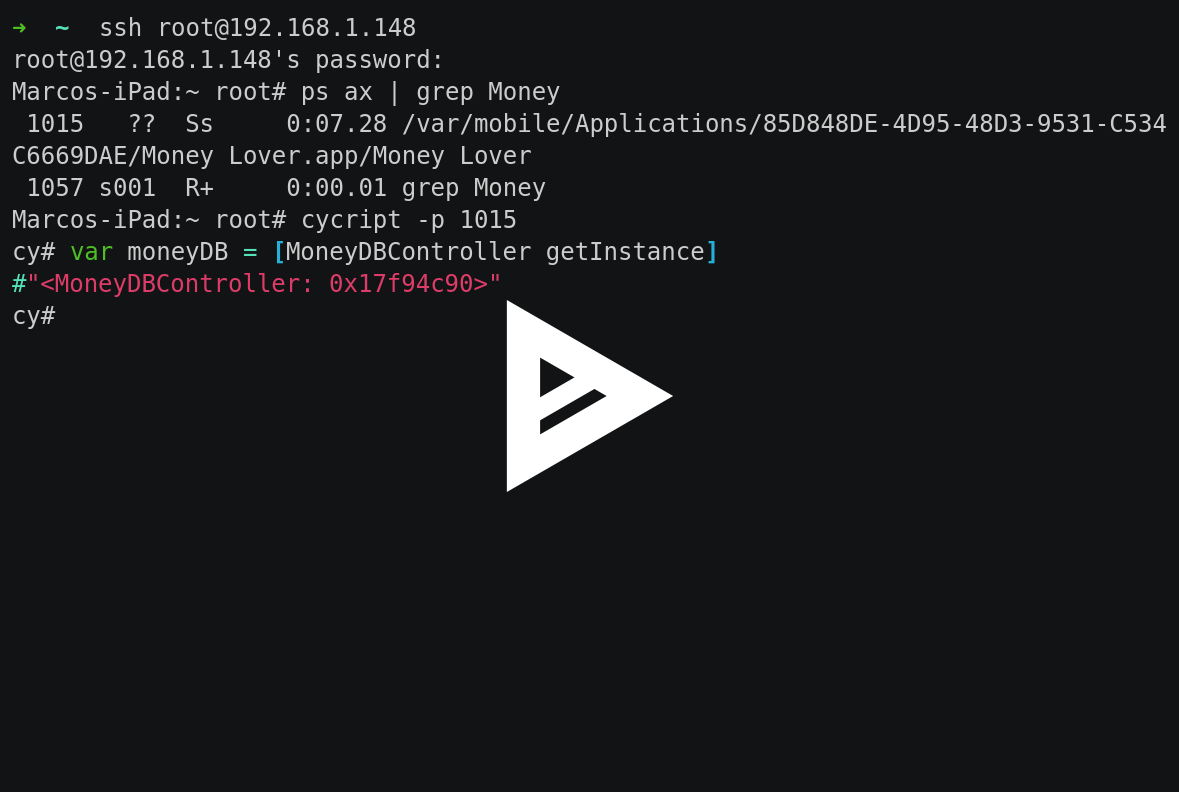 ➜  ~  ssh root@192.168.1.148
root@192.168.1.148's password:
Marcos-iPad:~ root# ps ax | grep Money
 1015   ??  Ss     0:07.28 /var/mobile/Applications/85D848DE-4D95-48D3-9531-C534
C6669DAE/Money Lover.app/Money Lover
 1057 s001  R+     0:00.01 grep Money
Marcos-iPad:~ root# cycript -p 1015
cy# var moneyDB = [MoneyDBController getInstance]
#"<MoneyDBController: 0x17f94c90>"
cy#